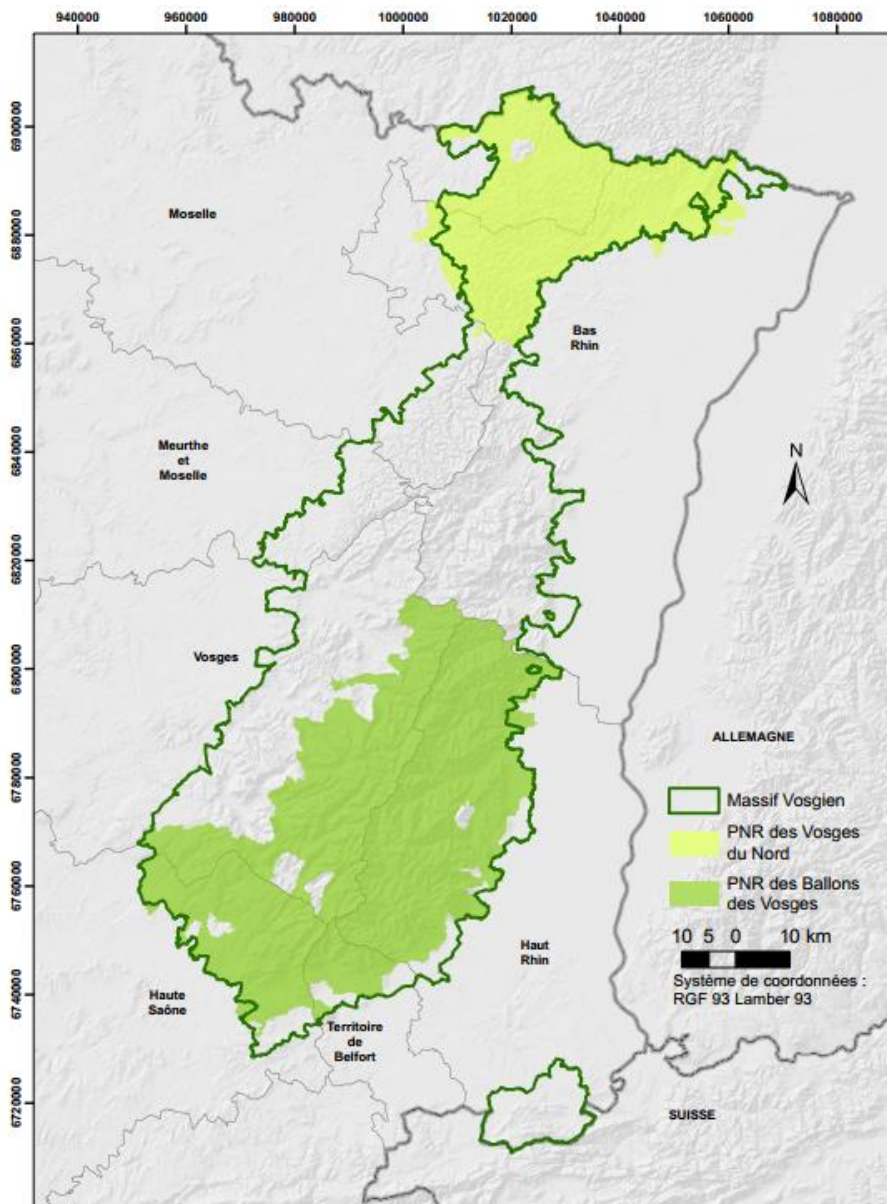 940000
960000
980000
1000000
1020000
1040000
1060000
1080000
6900000
6880000
6860000
6840000
6820000
6800000
6780000
6760000
6740000
6720000
Moselle
Bas
Rhin
Meurthe
et
Moselle
N
Vosges
ALLEMAGNE
Massif Vosgien
PNR des Vosges
du Nord
PNR des Ballons
des Vosges
10 5 0 10 km
Système de coordonnées :
RGF 93 Lamber 93
Haut
Rhin
Haute
Saône
Territoire
de
Belfort
SUISSE